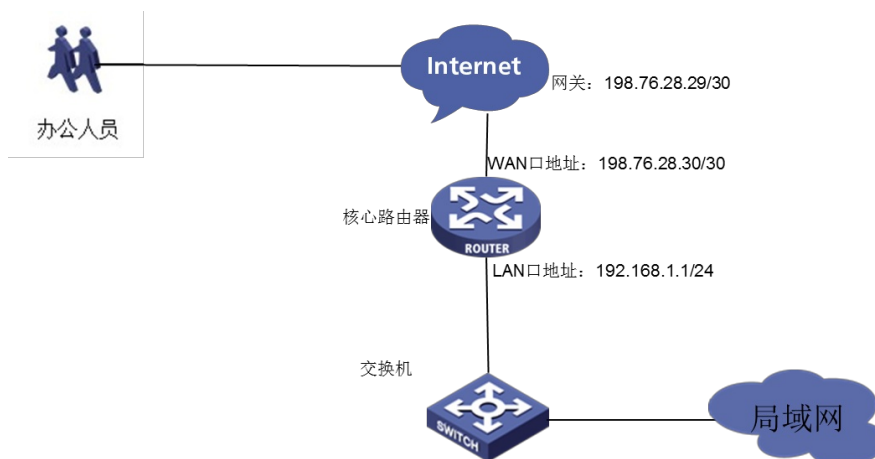 Internet
网关：198.76.28.29/30
办公人员
WAN口地址：198.76.28.30/30
核心路由器
ROUTER
LAN口地址：192.168.1.1/24
交换机
SWITCH
局域网